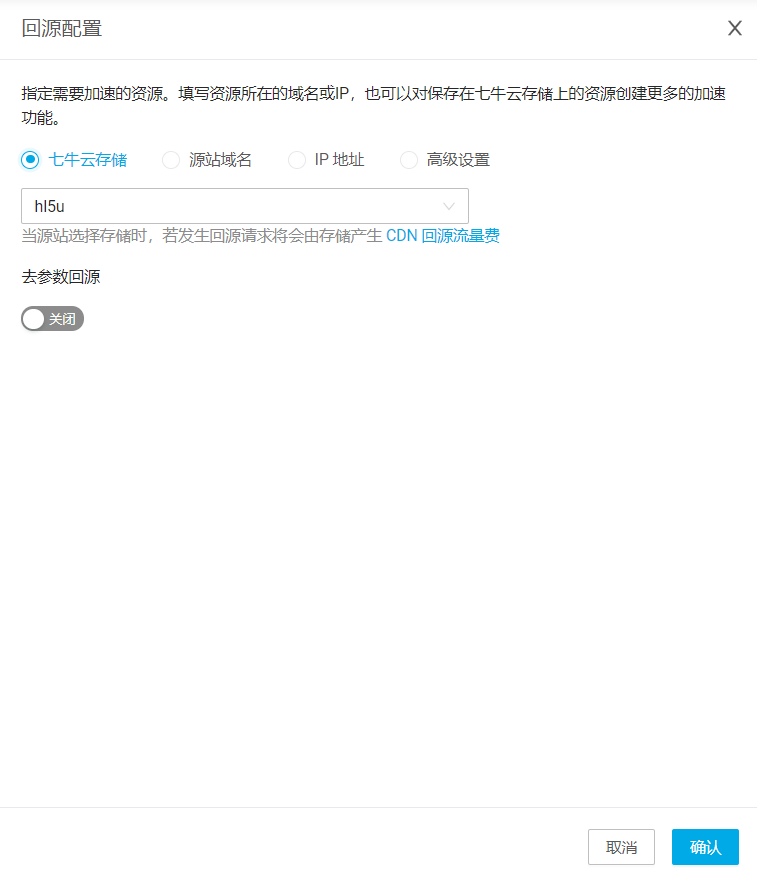 回源配置
指定需要加速的资源。填写资源所在的域名或IP，也可以对保存在七牛云存储上的资源创建更多的加速
功能。
七牛云存储 源站域名 IP 地址 高级设置
hl5u
当源站选择存储时，若发生回源请求将会由存储产生 CDN 回源流量费
去参数回源
关闭
取消 确认